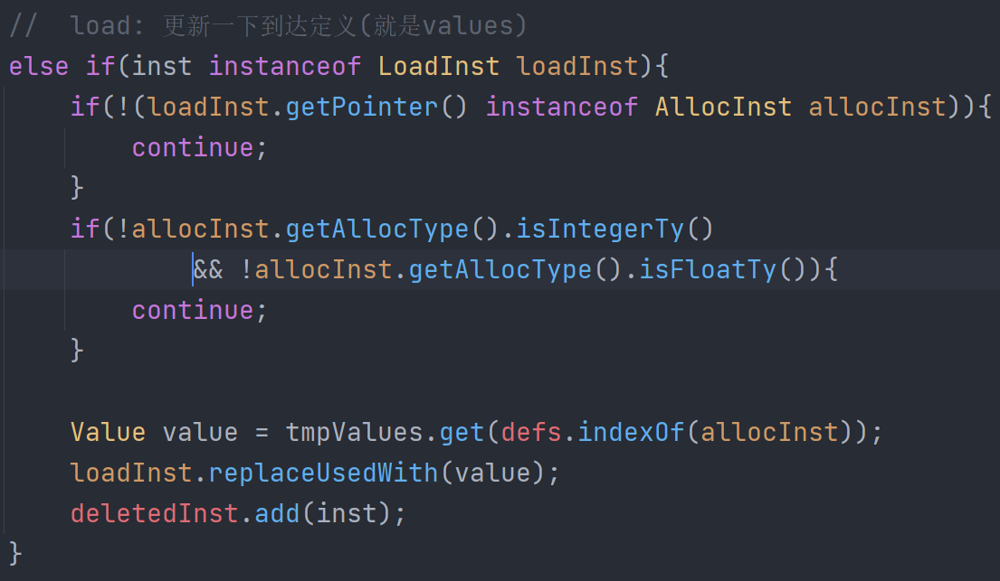 //  load: 更新一下到达定义(就是values)
else if(inst instanceof LoadInst loadInst){
    if(!(loadInst.getPointer() instanceof AllocInst allocInst)){
        continue;
    }
    if(!allocInst.getAllocType().isIntegerTy()
            && !allocInst.getAllocType().isFloatTy()){
        continue;
    }

    Value value = tmpValues.get(defs.indexOf(allocInst));
    loadInst.replaceUsedWith(value);
    deletedInst.add(inst);
}